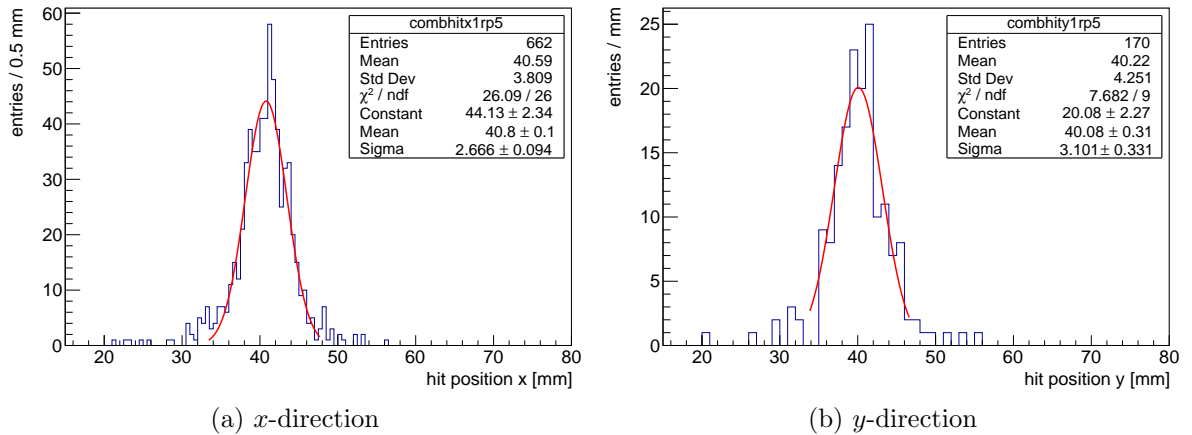 combhitx1rp5
Entries 662
Mean 40.59
Std Dev 3.809
χ² / ndf 26.09 / 26
Constant 44.13 ± 2.34
Mean 40.8 ± 0.1
Sigma 2.666 ± 0.094
entries / 0.5 mm
60
50
40
30
20
10
0
20 30 40 50 60 70 80
hit position x [mm]
(a) x-direction
combhity1rp5
Entries 170
Mean 40.22
Std Dev 4.251
χ² / ndf 7.682 / 9
Constant 20.08 ± 2.27
Mean 40.08 ± 0.31
Sigma 3.101 ± 0.331
entries / mm
25
20
15
10
5
0
20 30 40 50 60 70 80
hit position y [mm]
(b) y-direction